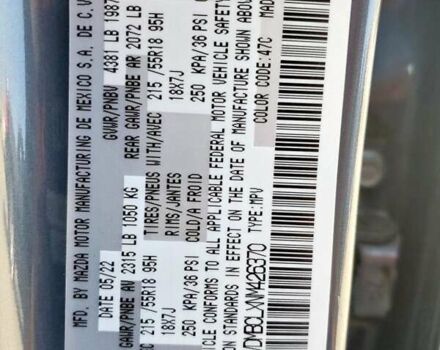 MFD. BY MAZDA MOTOR MANUFACTURING DE MEXICO S.A. DE C.V
DATE 05/22 GVWR/PNBV 4381 LB 1987
GAWR/PNBE AV 2315 LB 1050 KG REAR GAWR/PNBE AR 2072 LB
215 /55R18 95H TIRES/PNEUS WITH/AVEC 215 /55R18 95H
18X7J RIMS/JANTES 18X7J
250 KPA/36 PSI COLD/A FROID 250 KPA/36 PSI
CONFORMS TO ALL APPLICABLE FEDERAL MOTOR VEHICLE SAFETY
STANDARDS IN EFFECT ON THE DATE OF MANUFACTURE SHOWN ABOVE
NM426370 TYPE: MPV COLOR CODE: 47C MAD